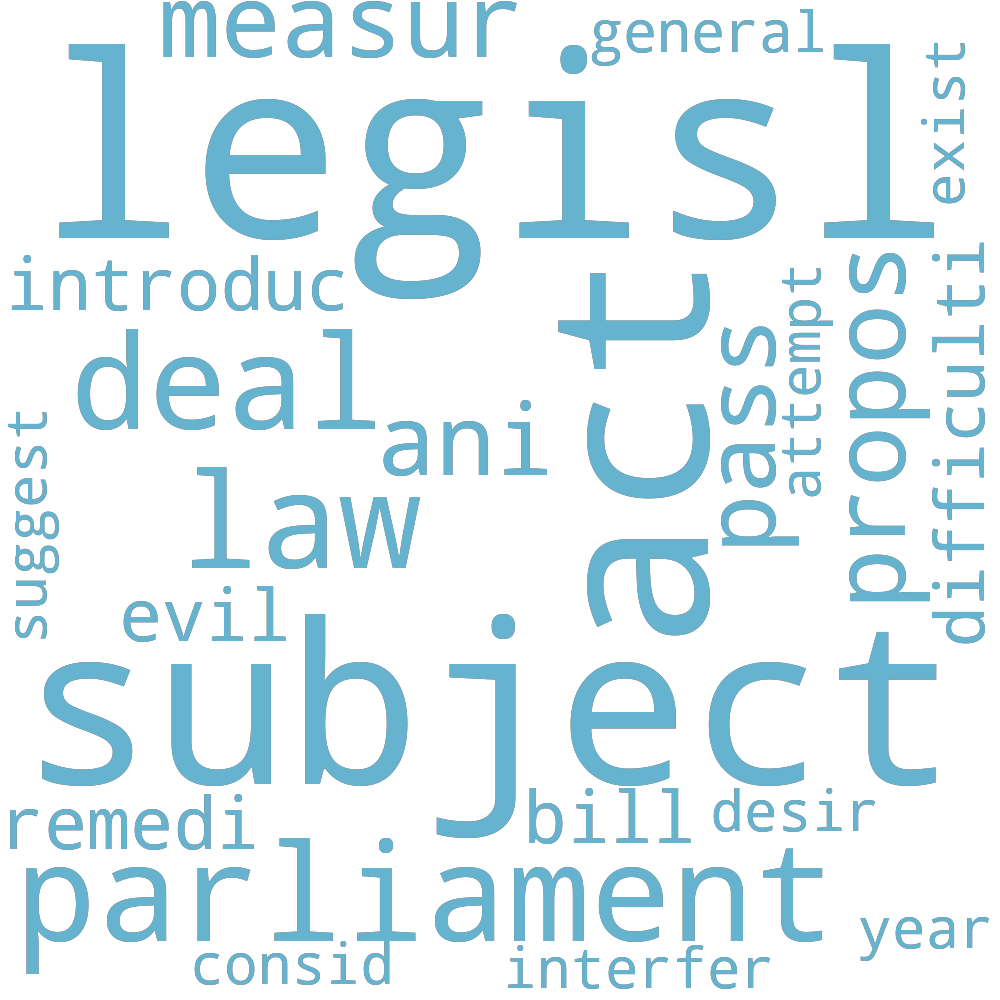 measur
general
legisl
exist
introduc
act
propos
difficulti
attempt
pass
deal
ani
suggest
law
evil
subject
remedi
bill
desir
parliament
year
consid
interfer